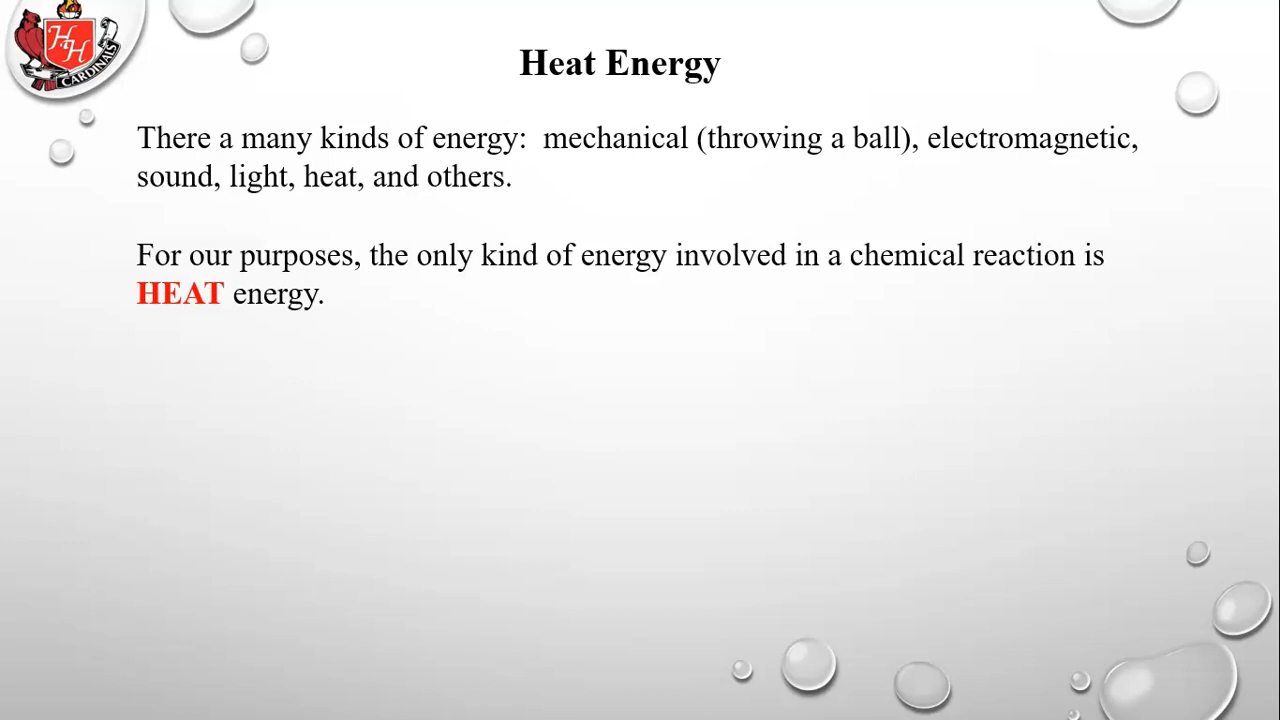 HH
CARDINALS
Heat Energy
There a many kinds of energy:  mechanical (throwing a ball), electromagnetic,
sound, light, heat, and others.
For our purposes, the only kind of energy involved in a chemical reaction is
HEAT energy.